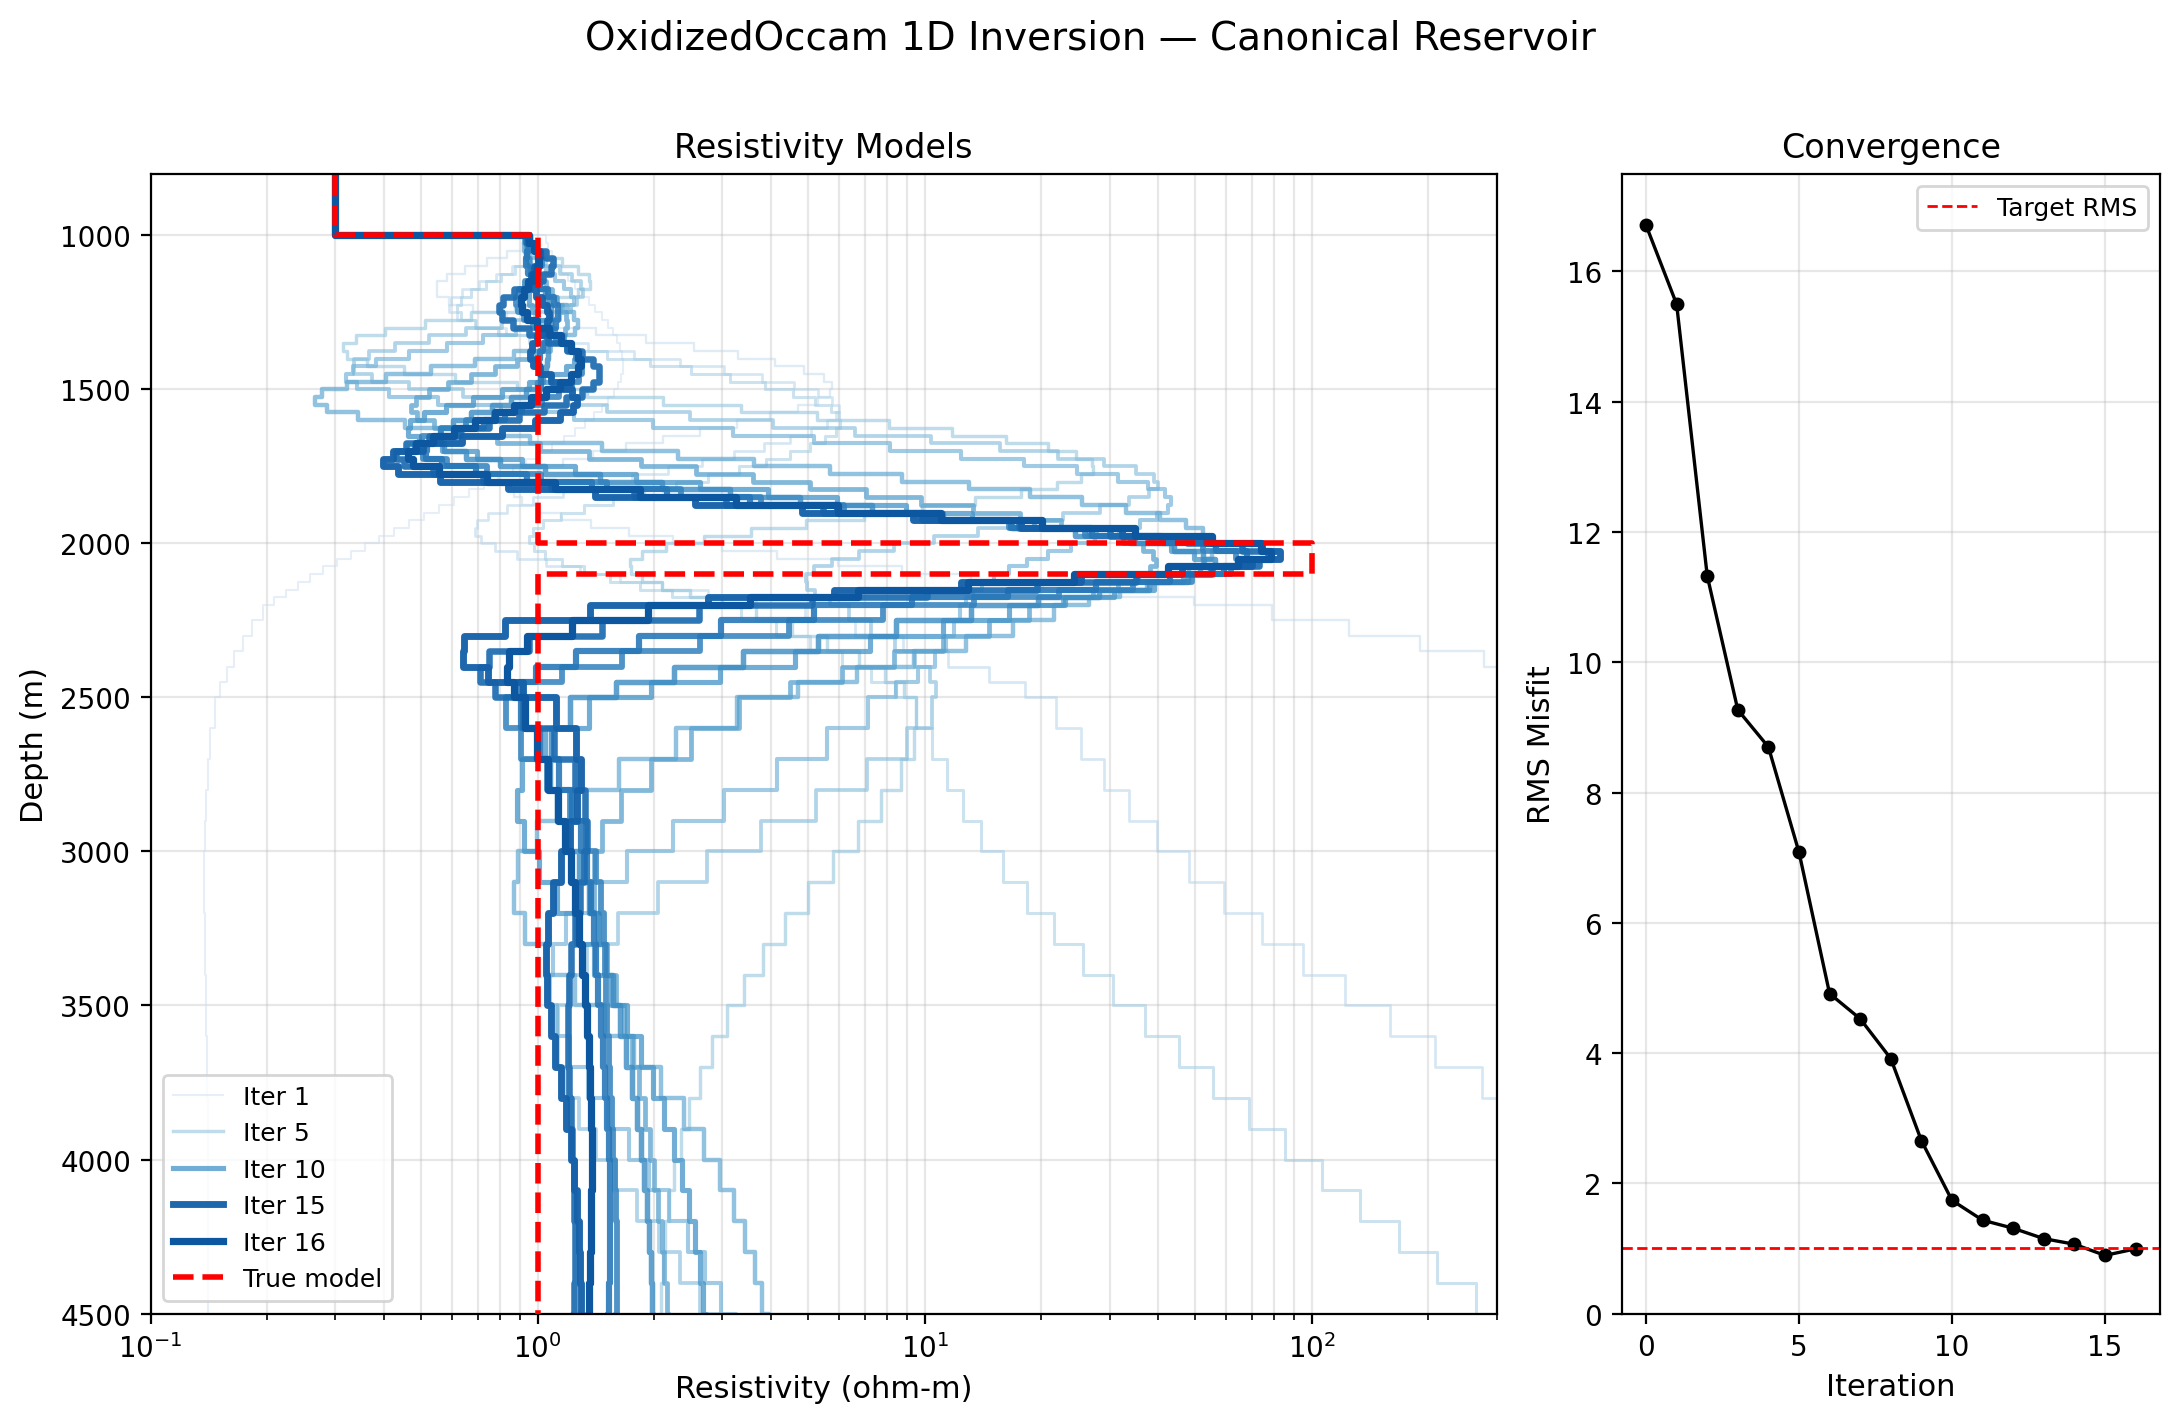 OxidizedOccam 1D Inversion — Canonical Reservoir
Resistivity Models
Depth (m)
1000
1500
2000
2500
3000
3500
4000
4500
10⁻¹
10⁰
10¹
10²
Resistivity (ohm-m)
Iter 1
Iter 5
Iter 10
Iter 15
Iter 16
True model
Convergence
Target RMS
RMS Misfit
16
14
12
10
8
6
4
2
0
0
5
10
15
Iteration